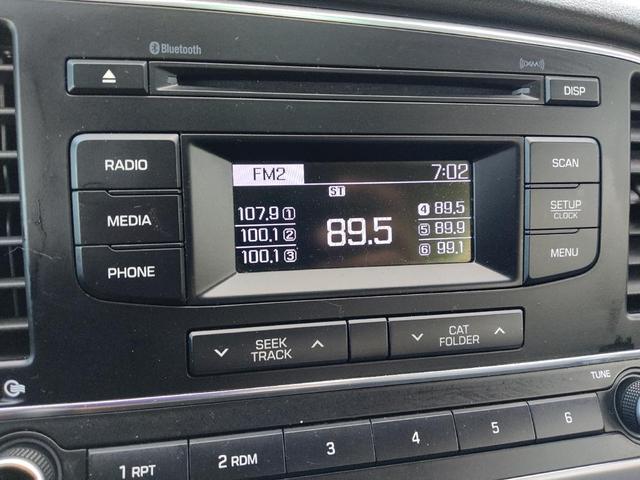 Bluetooth
XM
DISP
RADIO
MEDIA
PHONE
FM2 7:02
ST
107.9 1
100.1 2
100.1 3
89.5
4 89.5
5 89.9
6 99.1
SCAN
SETUP
CLOCK
MENU
SEEK
TRACK
CAT
FOLDER
TUNE
1 RPT
2 RDM
3
4
5
6